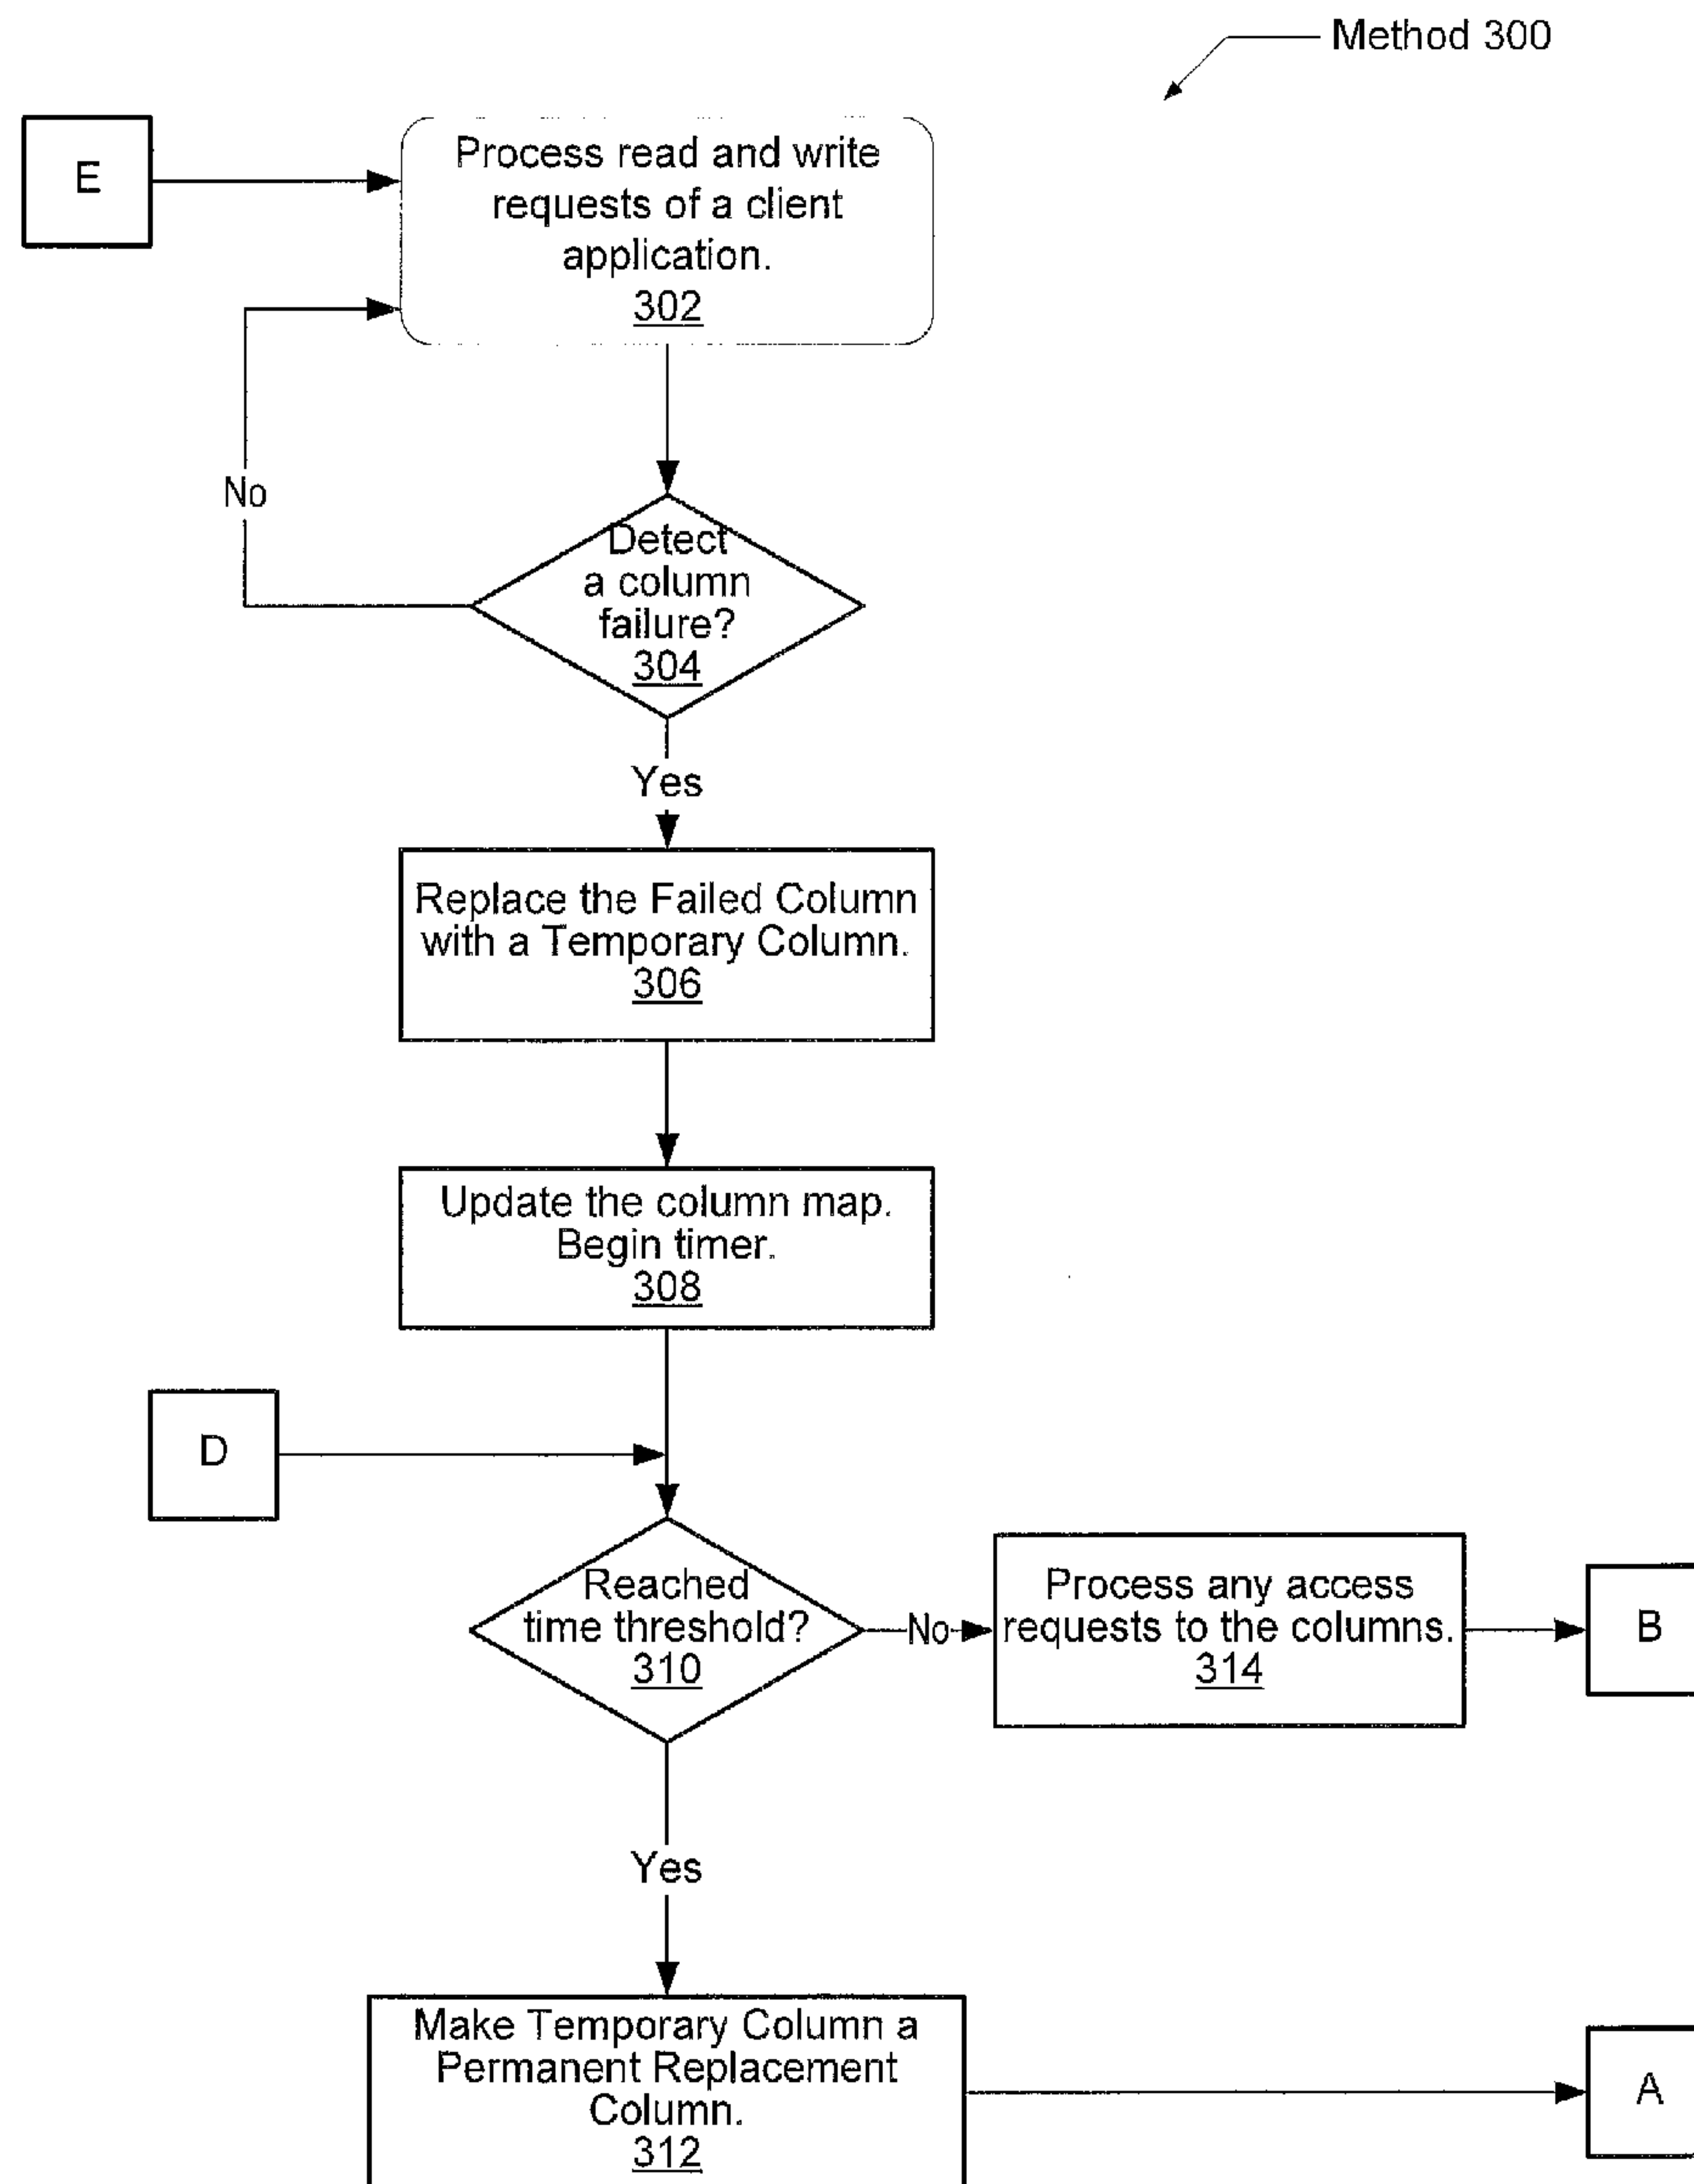 Method 300
E
Process read and write
requests of a client
application.
302
No
Detect
a column
failure?
304
Yes
Replace the Failed Column
with a Temporary Column.
306
Update the column map.
Begin timer.
308
D
Reached
time threshold?
310
No
Process any access
requests to the columns.
314
B
Yes
Make Temporary Column a
Permanent Replacement
Column.
312
A